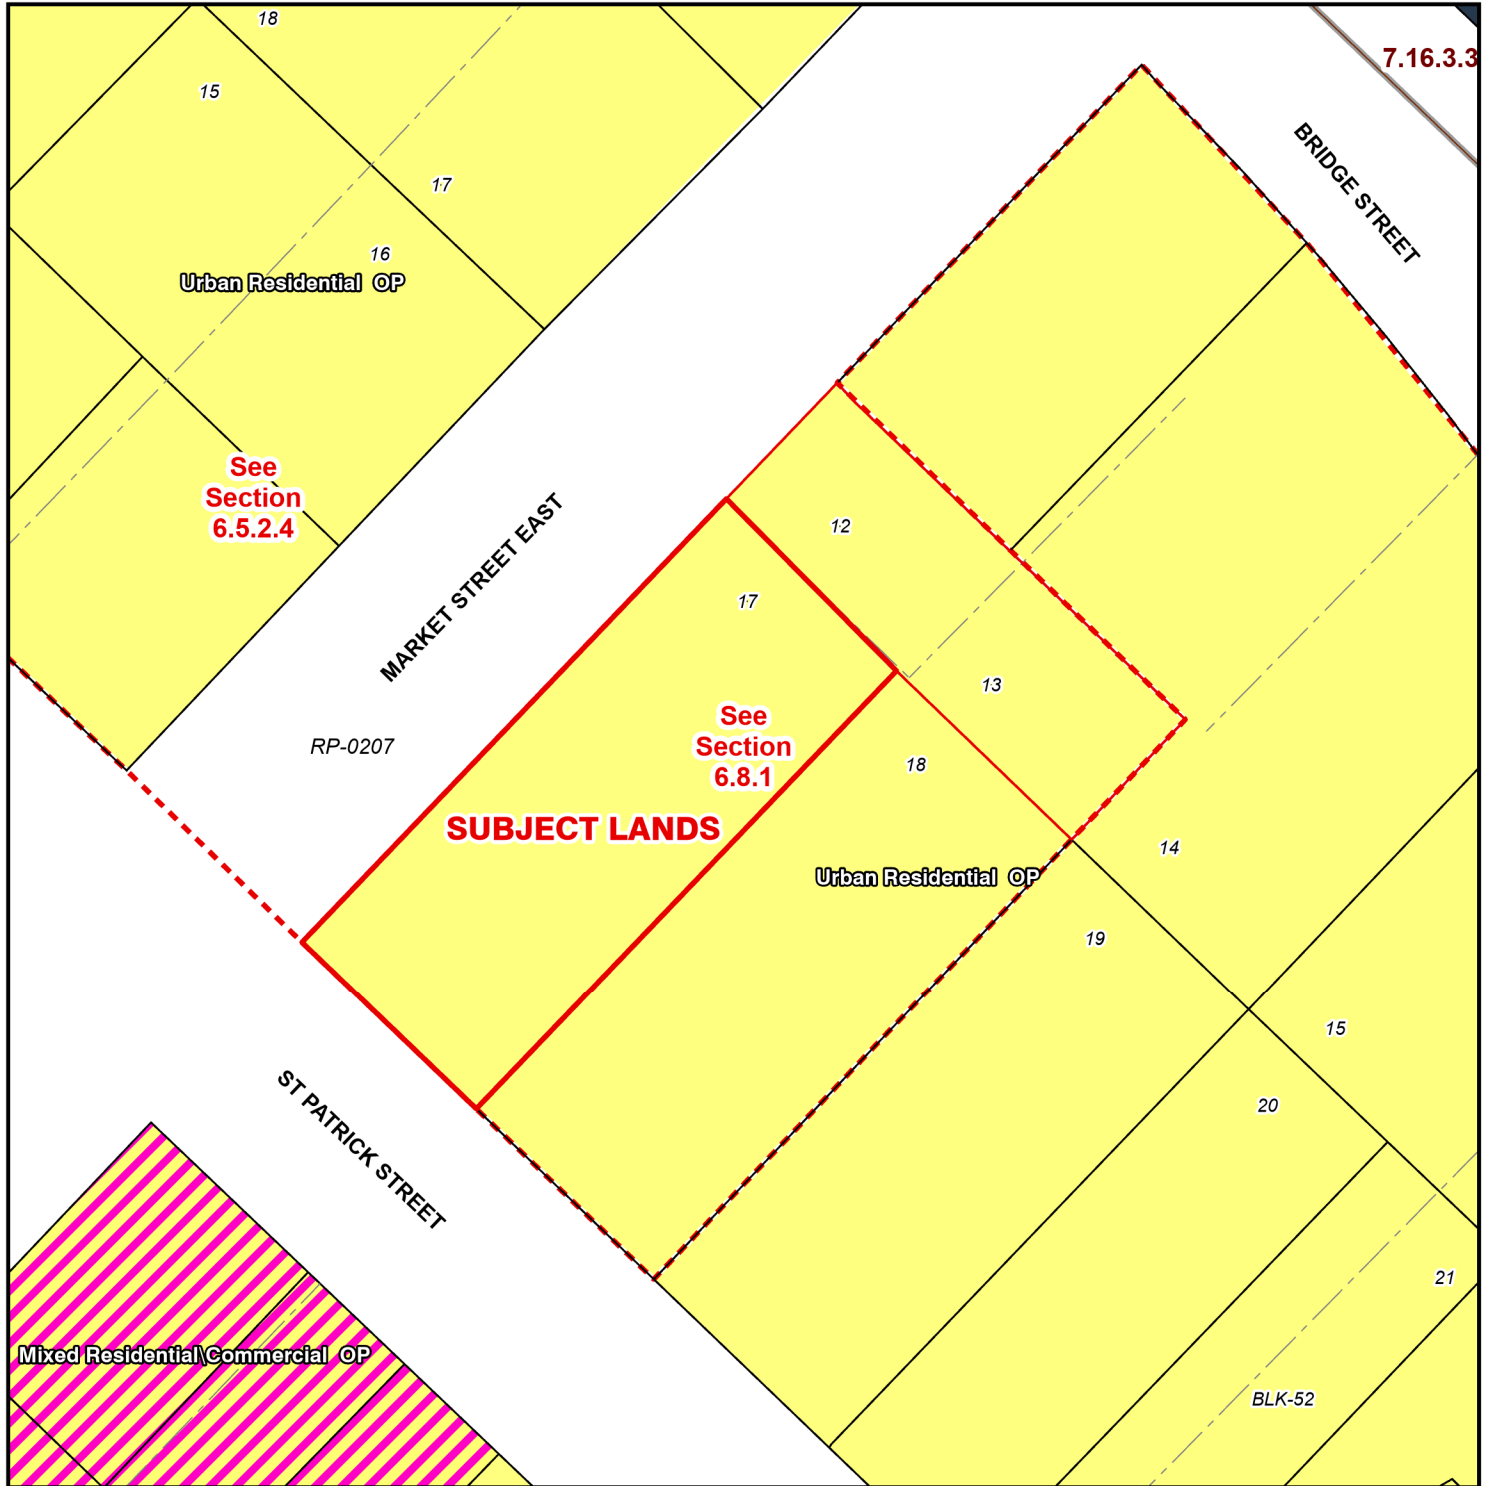 18
7.16.3.3
15
BRIDGE STREET
17
16
Urban Residential OP
See
Section
6.5.2.4
12
MARKET STREET EAST
17
13
See
Section
6.8.1
RP-0207
18
SUBJECT LANDS
14
Urban Residential OP
19
15
ST PATRICK STREET
20
21
Mixed Residential\Commercial OP
BLK-52